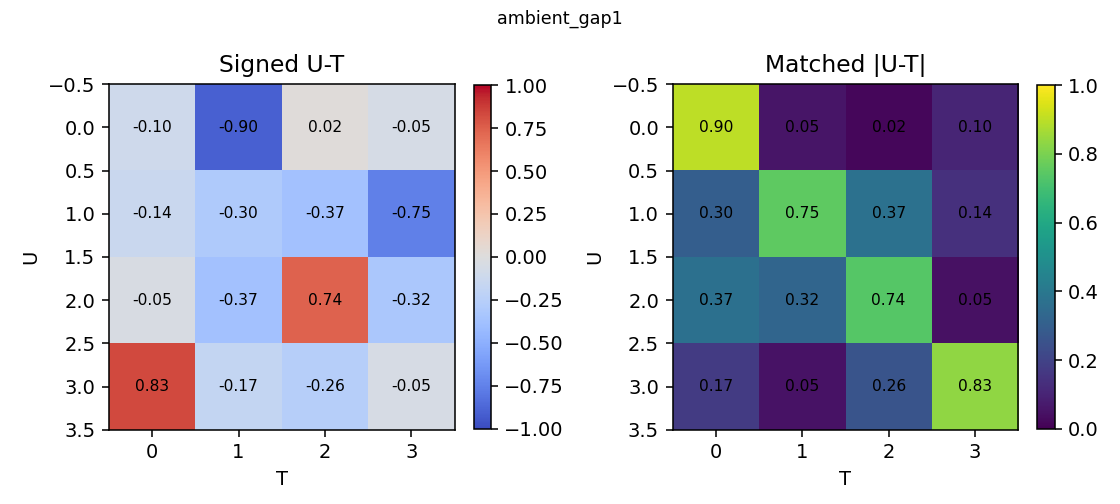 ambient_gap1
Signed U-T
−0.5
0.0
0.5
1.0
1.5
2.0
2.5
3.0
3.5
U
-0.10 -0.90 0.02 -0.05
-0.14 -0.30 -0.37 -0.75
-0.05 -0.37 0.74 -0.32
0.83 -0.17 -0.26 -0.05
0 1 2 3
T
1.00
0.75
0.50
0.25
0.00
−0.25
−0.50
−0.75
−1.00
Matched |U-T|
−0.5
0.0
0.5
1.0
1.5
2.0
2.5
3.0
3.5
U
0.90 0.05 0.02 0.10
0.30 0.75 0.37 0.14
0.37 0.32 0.74 0.05
0.17 0.05 0.26 0.83
0 1 2 3
T
1.0
0.8
0.6
0.4
0.2
0.0